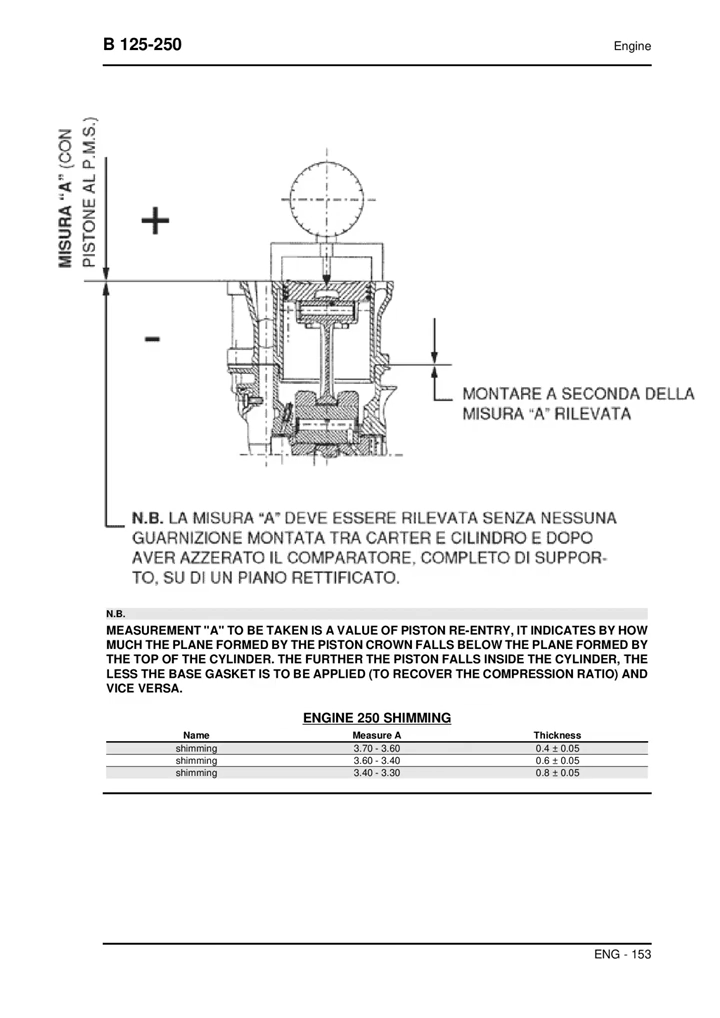 B 125-250
Engine
MISURA “A” (CON
PISTONE AL P.M.S.)
+
-
MONTARE A SECONDA DELLA
MISURA “A” RILEVATA
N.B. LA MISURA “A” DEVE ESSERE RILEVATA SENZA NESSUNA
GUARNIZIONE MONTATA TRA CARTER E CILINDRO E DOPO
AVER AZZERATO IL COMPARATORE, COMPLETO DI SUPPOR-
TO, SU DI UN PIANO RETTIFICATO.
N.B.
MEASUREMENT "A" TO BE TAKEN IS A VALUE OF PISTON RE-ENTRY, IT INDICATES BY HOW
MUCH THE PLANE FORMED BY THE PISTON CROWN FALLS BELOW THE PLANE FORMED BY
THE TOP OF THE CYLINDER. THE FURTHER THE PISTON FALLS INSIDE THE CYLINDER, THE
LESS THE BASE GASKET IS TO BE APPLIED (TO RECOVER THE COMPRESSION RATIO) AND
VICE VERSA.
ENGINE 250 SHIMMING
Name Measure A Thickness
shimming 3.70 - 3.60 0.4 ± 0.05
shimming 3.60 - 3.40 0.6 ± 0.05
shimming 3.40 - 3.30 0.8 ± 0.05
ENG - 153